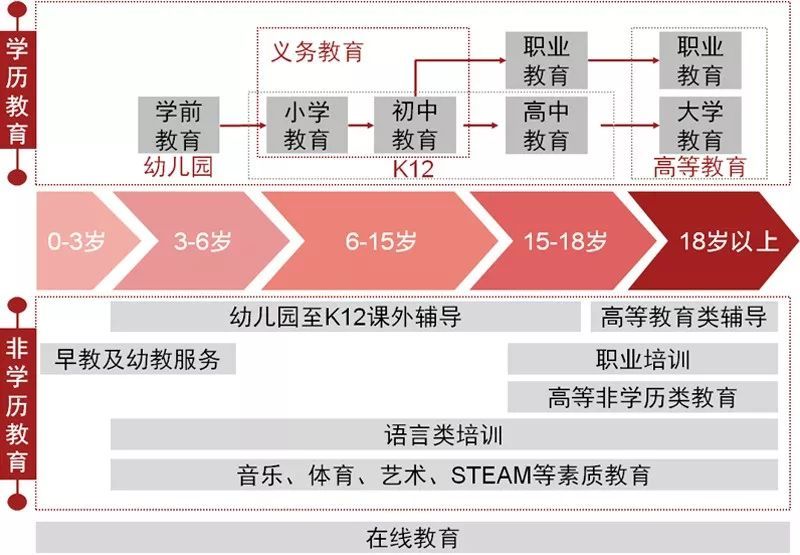 学历教育
义务教育
职业
教育
职业
教育
学前
教育
小学
教育
初中
教育
高中
教育
大学
教育
幼儿园
K12
高等教育
0-3岁
3-6岁
6-15岁
15-18岁
18岁以上
非学历教育
幼儿园至K12课外辅导
高等教育类辅导
早教及幼教服务
职业培训
高等非学历类教育
语言类培训
音乐、体育、艺术、STEAM等素质教育
在线教育